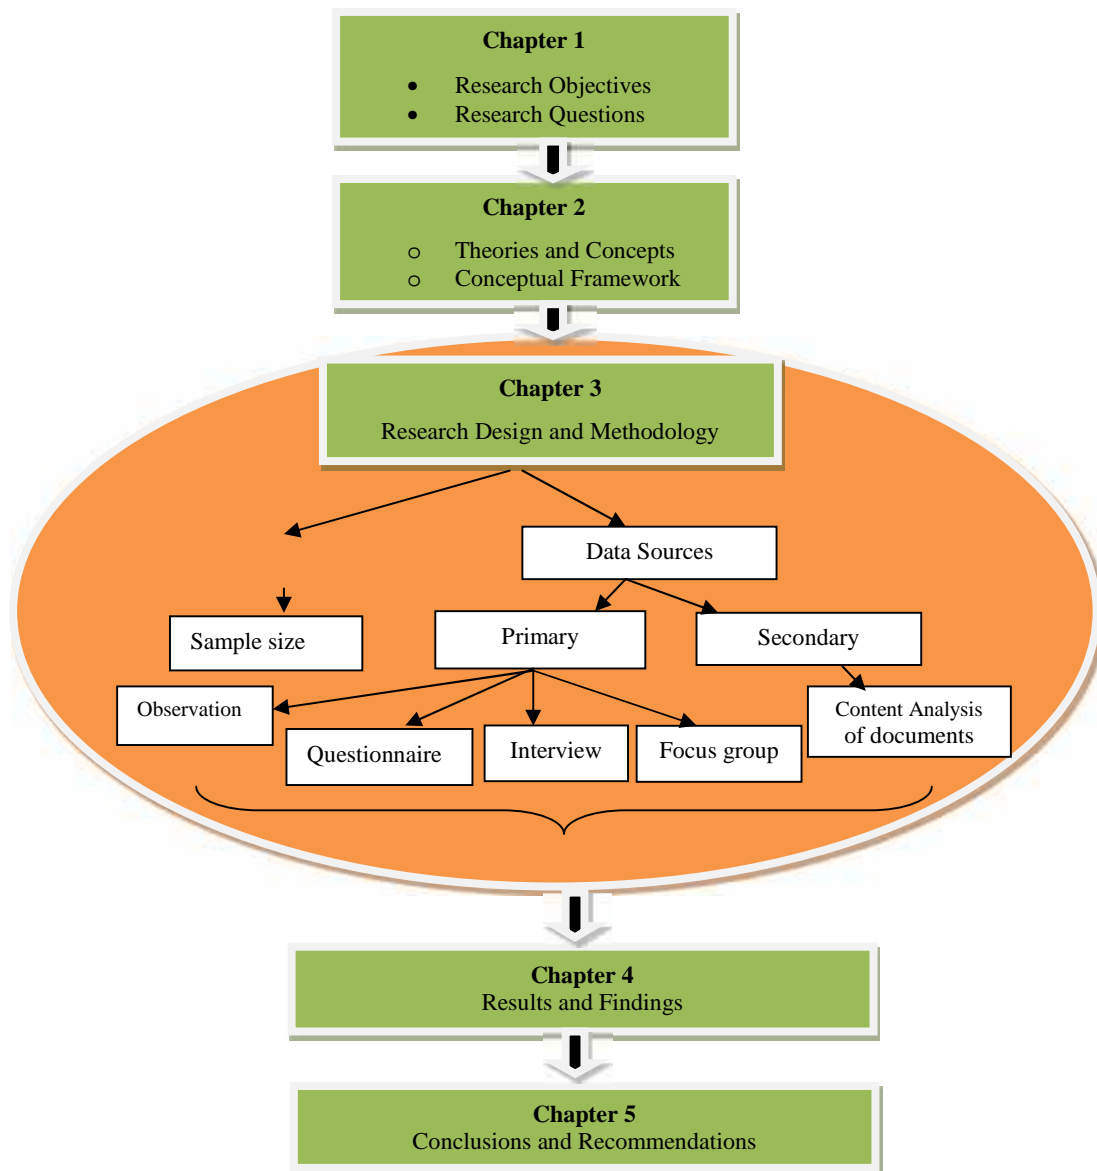 Chapter 1
• Research Objectives
• Research Questions
Chapter 2
o Theories and Concepts
o Conceptual Framework
Chapter 3
Research Design and Methodology
Data Sources
Sample size
Primary
Secondary
Observation
Questionnaire
Interview
Focus group
Content Analysis
of documents
Chapter 4
Results and Findings
Chapter 5
Conclusions and Recommendations